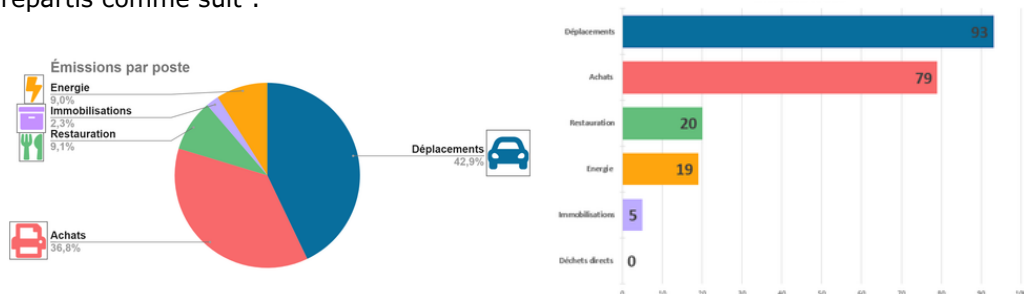 répartis comme suit :
Émissions par poste
Energie
9,0%
Immobilisations
2,3%
Restauration
9,1%
Déplacements
42,9%
Achats
36,8%
Déplacements 93
Achats 79
Restauration 20
Energie 19
Immobilisations 5
Déchets directs 0
0 10 20 30 40 50 60 70 80 90 100